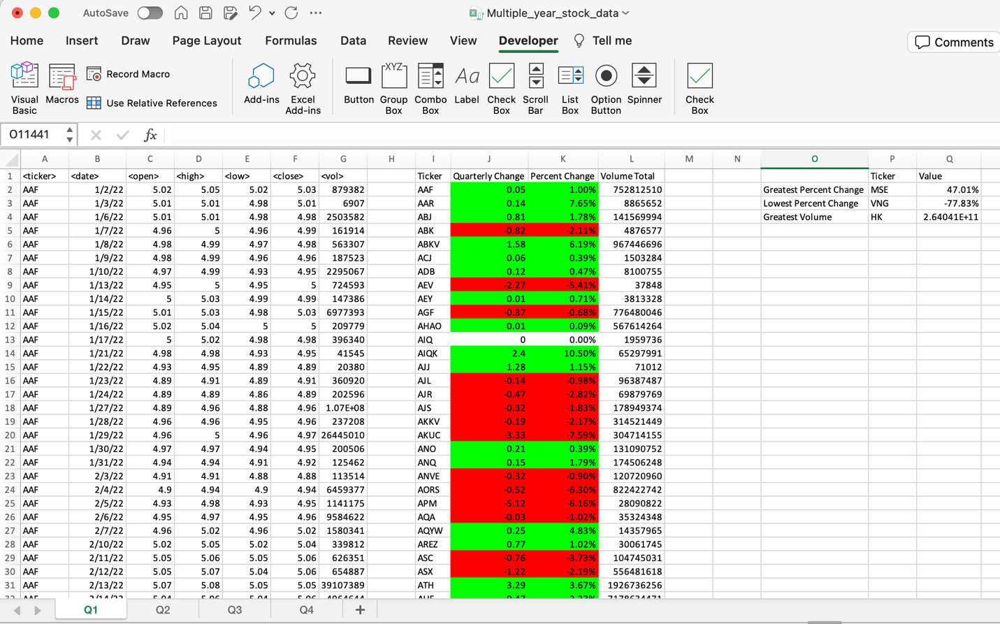 AutoSave
Multiple_year_stock_data
Home Insert Draw Page Layout Formulas Data Review View Developer Tell me Comments
Visual Basic Macros Record Macro Use Relative References Add-ins Excel Add-ins XYZ Button Group Box Combo Box Aa Label Check Box Scroll Bar List Box Option Button Spinner Check Box
O11441 fx
A B C D E F G H I J K L M N O P Q
1 <ticker> <date> <open> <high> <low> <close> <vol> Ticker Quarterly Change Percent Change Volume Total Ticker Value
2 AAF 1/2/22 5.02 5.05 5.02 5.03 879382 AAF 0.05 1.00% 752812510 Greatest Percent Change MSE 47.01%
3 AAF 1/3/22 5.01 5.01 4.98 5.01 6907 AAR 0.14 7.65% 8865652 Lowest Percent Change VNG -77.83%
4 AAF 1/6/22 5.01 5.01 4.98 4.98 2503582 ABJ 0.81 1.78% 141569994 Greatest Volume HK 2.64041E+11
5 AAF 1/7/22 4.96 5 4.96 4.99 161914 ABK -0.82 -2.11% 4876577
6 AAF 1/8/22 4.98 4.99 4.97 4.98 563307 ABKV 1.58 6.19% 967446696
7 AAF 1/9/22 4.98 4.99 4.96 4.96 187523 ACJ 0.06 0.39% 1503284
8 AAF 1/10/22 4.97 4.99 4.93 4.95 2295067 ADB 0.12 0.47% 8100755
9 AAF 1/13/22 4.95 5 4.95 5 724593 AEV -2.27 -5.41% 37848
10 AAF 1/14/22 5 5.03 4.99 4.99 147386 AEY 0.01 0.71% 3813328
11 AAF 1/15/22 5.01 5.03 4.98 5.03 6977393 AGF -0.37 -0.68% 776480046
12 AAF 1/16/22 5.02 5.04 5 5 209779 AHAO 0.01 0.09% 567614264
13 AAF 1/17/22 5 5.02 4.98 4.98 396340 AIQ 0 0.00% 1959736
14 AAF 1/21/22 4.98 4.98 4.93 4.95 41545 AIQK 2.4 10.50% 65297991
15 AAF 1/22/22 4.93 4.95 4.89 4.89 20380 AJJ 1.28 1.15% 71012
16 AAF 1/23/22 4.89 4.91 4.89 4.91 360920 AJL -0.14 -0.98% 96387487
17 AAF 1/24/22 4.89 4.89 4.86 4.89 202596 AJR -0.47 -2.82% 69879769
18 AAF 1/27/22 4.89 4.96 4.88 4.96 1.07E+08 AJS -0.32 -1.83% 178949374
19 AAF 1/28/22 4.96 4.96 4.95 4.96 237208 AKKV -0.19 -2.17% 314521449
20 AAF 1/29/22 4.96 5 4.96 4.97 26445010 AKUC -3.33 -7.59% 304714155
21 AAF 1/30/22 4.97 4.97 4.94 4.95 200506 ANO 0.21 0.39% 131090752
22 AAF 1/31/22 4.94 4.94 4.91 4.92 125462 ANQ 0.15 1.79% 174506248
23 AAF 2/3/22 4.91 4.91 4.88 4.88 113514 ANVE -0.32 -0.90% 120720960
24 AAF 2/4/22 4.9 4.94 4.9 4.94 6459377 AORS -0.52 -6.30% 822422742
25 AAF 2/5/22 4.93 4.98 4.93 4.95 1141175 APM -5.12 -6.16% 28090822
26 AAF 2/6/22 4.95 4.97 4.95 4.96 9584622 AQA -0.03 -1.02% 35324348
27 AAF 2/7/22 4.96 5.02 4.96 5.02 1580341 AQYW 0.25 4.83% 14357965
28 AAF 2/10/22 5.02 5.05 5.02 5.04 339812 AREZ 0.77 1.02% 30061745
29 AAF 2/11/22 5.05 5.06 5.05 5.06 626351 ASC -0.76 -3.73% 104745031
30 AAF 2/12/22 5.05 5.07 5.04 5.06 654887 ASX -1.22 -2.19% 556481618
31 AAF 2/13/22 5.07 5.08 5.05 5.05 39107389 ATH 3.29 3.67% 1926736256
Q1 Q2 Q3 Q4 +